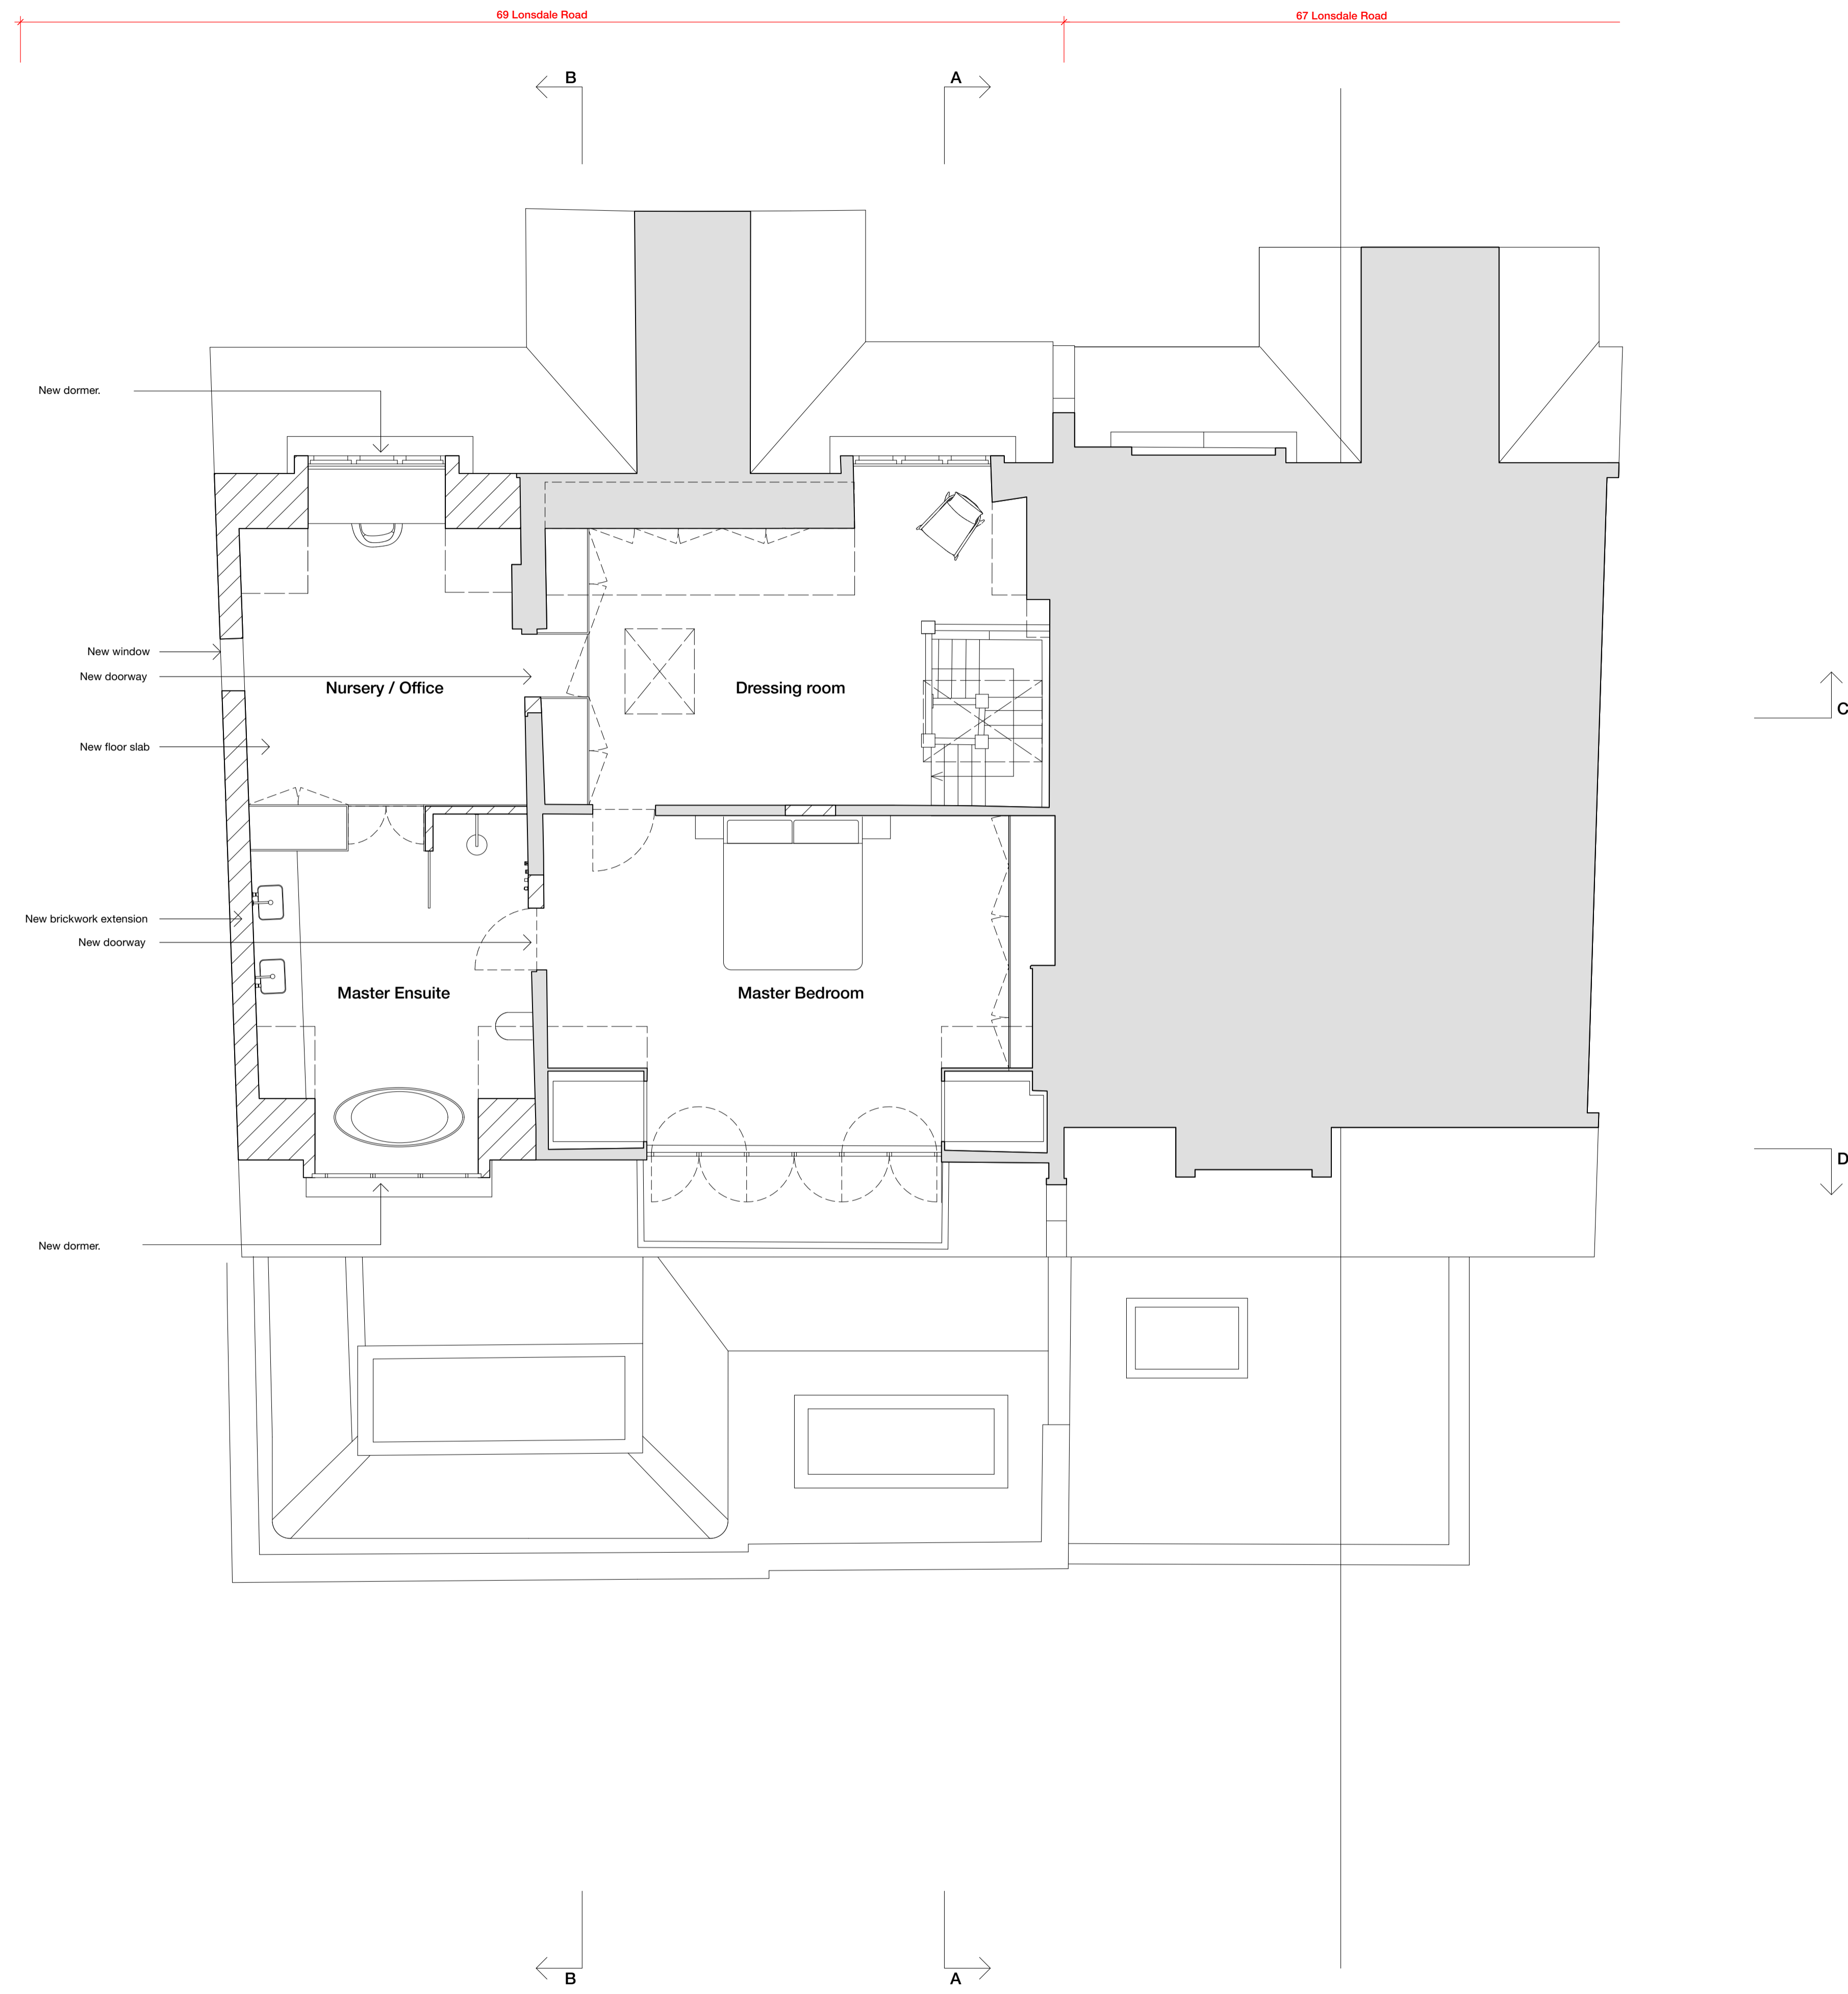 69 Lonsdale Road
67 Lonsdale Road
B
A
New dormer.
New window
New doorway
Nursery / Office
Dressing room
C
New floor slab
New brickwork extension
New doorway
Master Ensuite
Master Bedroom
D
New dormer.
B
A